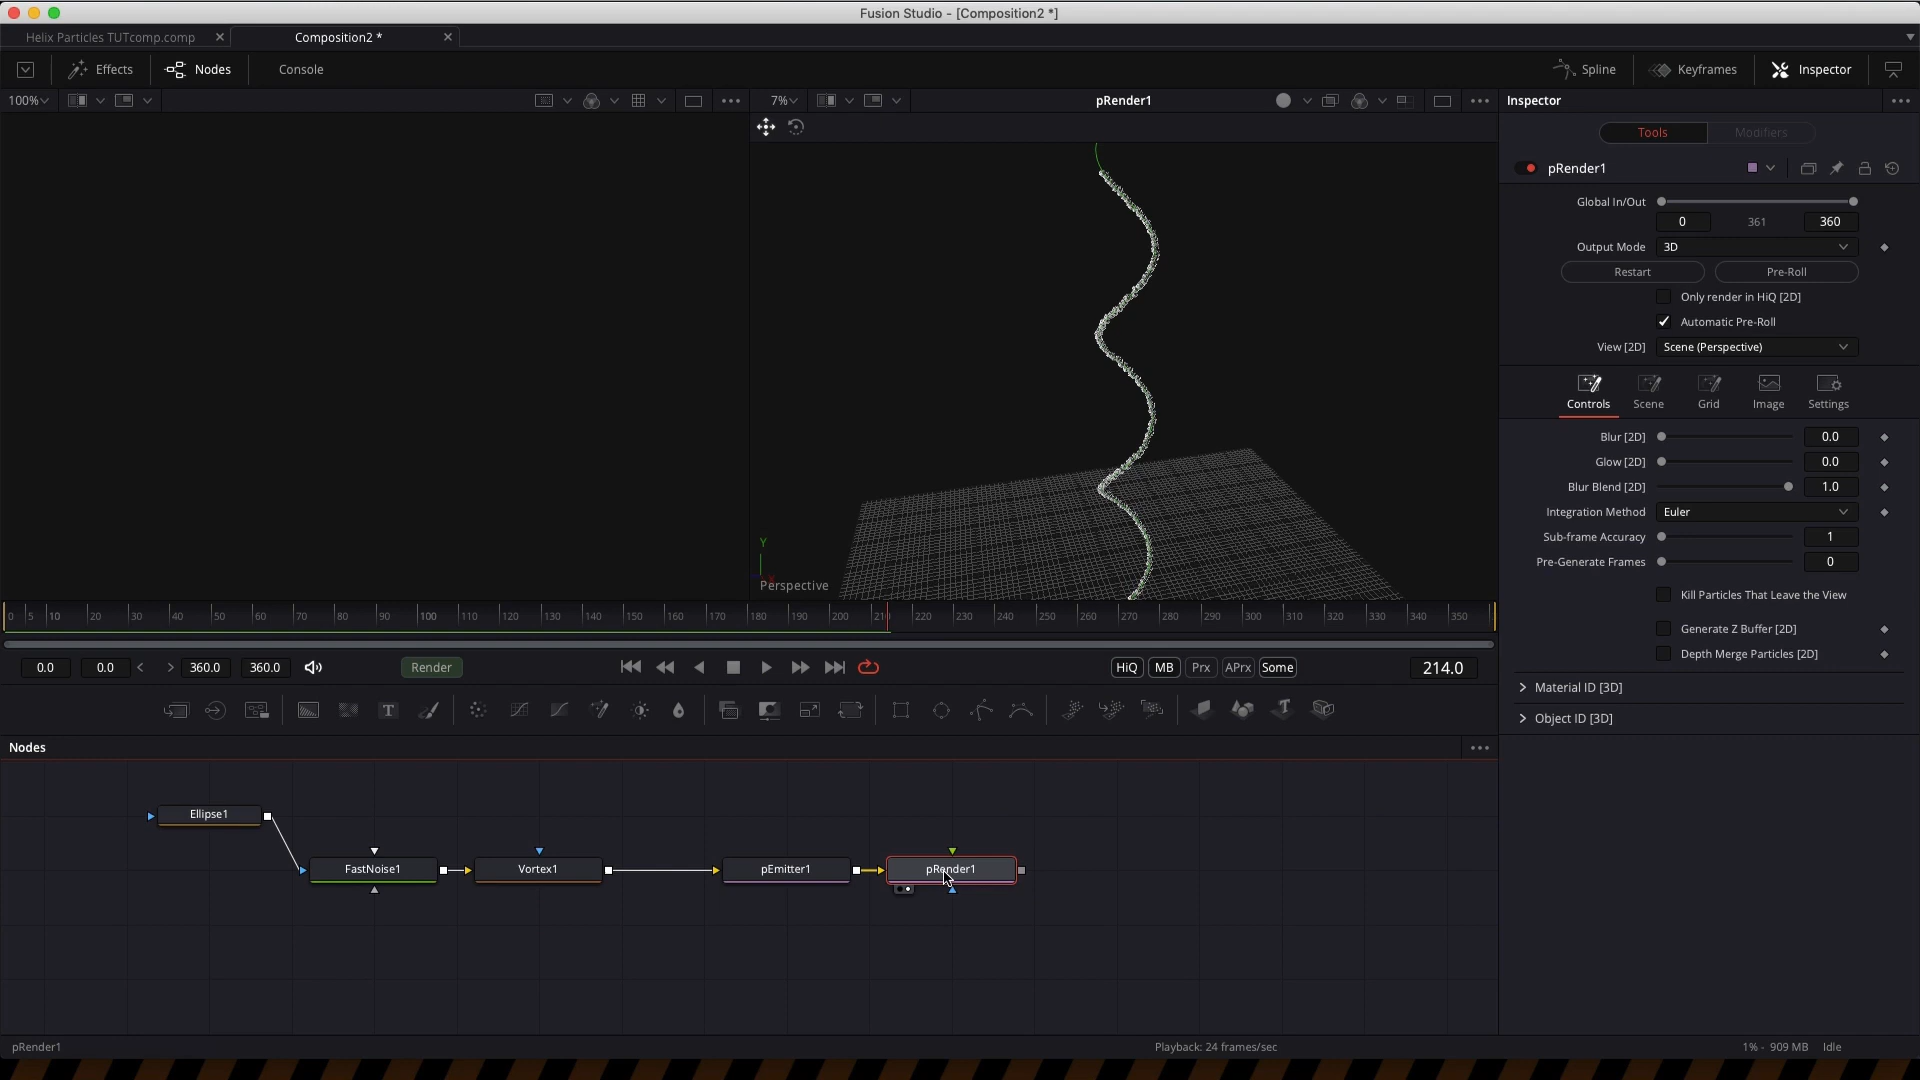 Fusion Studio - [Composition2 *]
Helix Particles TUTcomp.comp
Composition2 *
Effects
Nodes
Console
Spline
Keyframes
Inspector
100%
7%
pRender1
Inspector
Tools
Modifiers
pRender1
Global In/Out
0 361 360
Output Mode 3D
Restart Pre-Roll
Only render in HiQ [2D]
Automatic Pre-Roll
View [2D] Scene (Perspective)
Controls Scene Grid Image Settings
Blur [2D] 0.0
Glow [2D] 0.0
Blur Blend [2D] 1.0
Integration Method Euler
Sub-frame Accuracy 1
Pre-Generate Frames 0
Kill Particles That Leave the View
Generate Z Buffer [2D]
Depth Merge Particles [2D]
Material ID [3D]
Object ID [3D]
Y
Perspective
0 5 10 20 30 40 50 60 70 80 90 100 110 120 130 140 150 160 170 180 190 200 210 220 230 240 250 260 270 280 290 300 310 320 330 340 350
0.0 0.0 < > 360.0 360.0 Render HiQ MB Prx APrx Some 214.0
T
T
Nodes
Ellipse1
FastNoise1 Vortex1 pEmitter1 pRender1
pRender1 Playback: 24 frames/sec 1% - 909 MB Idle